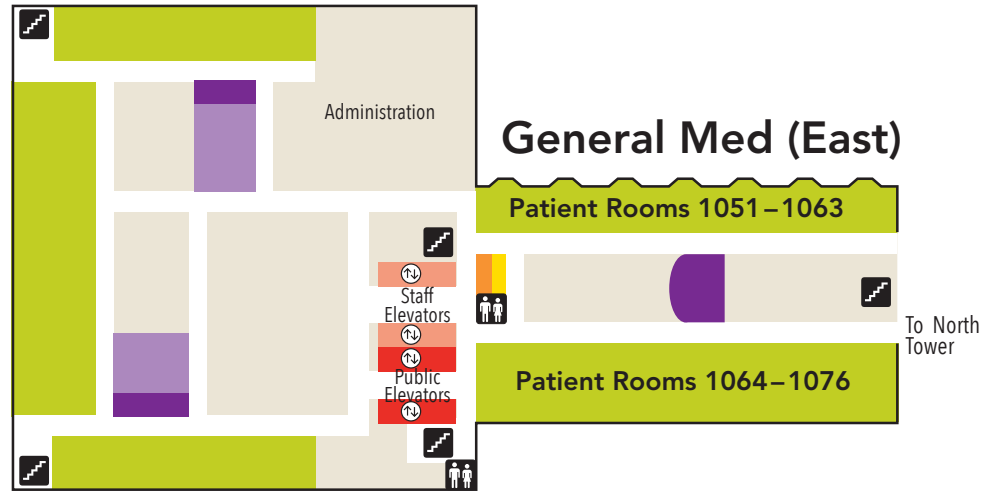 Administration
General Med (East)
Patient Rooms 1051–1063
Staff
Elevators
To North
Tower
Public
Elevators
Patient Rooms 1064–1076